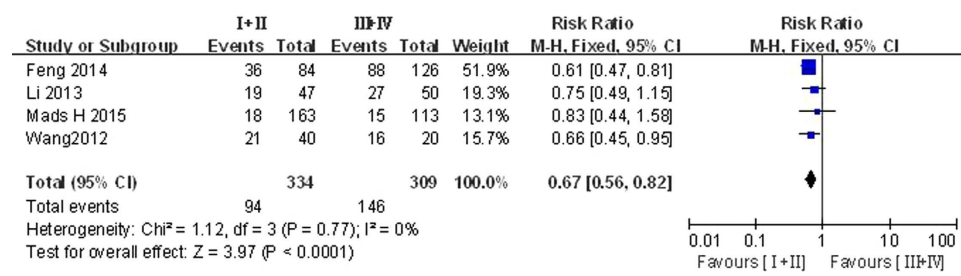 I+II III+IV Risk Ratio Risk Ratio
Study or Subgroup Events Total Events Total Weight M-H, Fixed, 95% CI M-H, Fixed, 95% CI
Feng 2014 36 84 88 126 51.9% 0.61 [0.47, 0.81]
Li 2013 19 47 27 50 19.3% 0.75 [0.49, 1.15]
Mads H 2015 18 163 15 113 13.1% 0.83 [0.44, 1.58]
Wang2012 21 40 16 20 15.7% 0.66 [0.45, 0.95]
Total (95% CI) 334 309 100.0% 0.67 [0.56, 0.82]
Total events 94 146
Heterogeneity: Chi² = 1.12, df = 3 (P = 0.77); I² = 0%
Test for overall effect: Z = 3.97 (P < 0.0001)
0.01 0.1 1 10 100
Favours [I+II] Favours [III+IV]